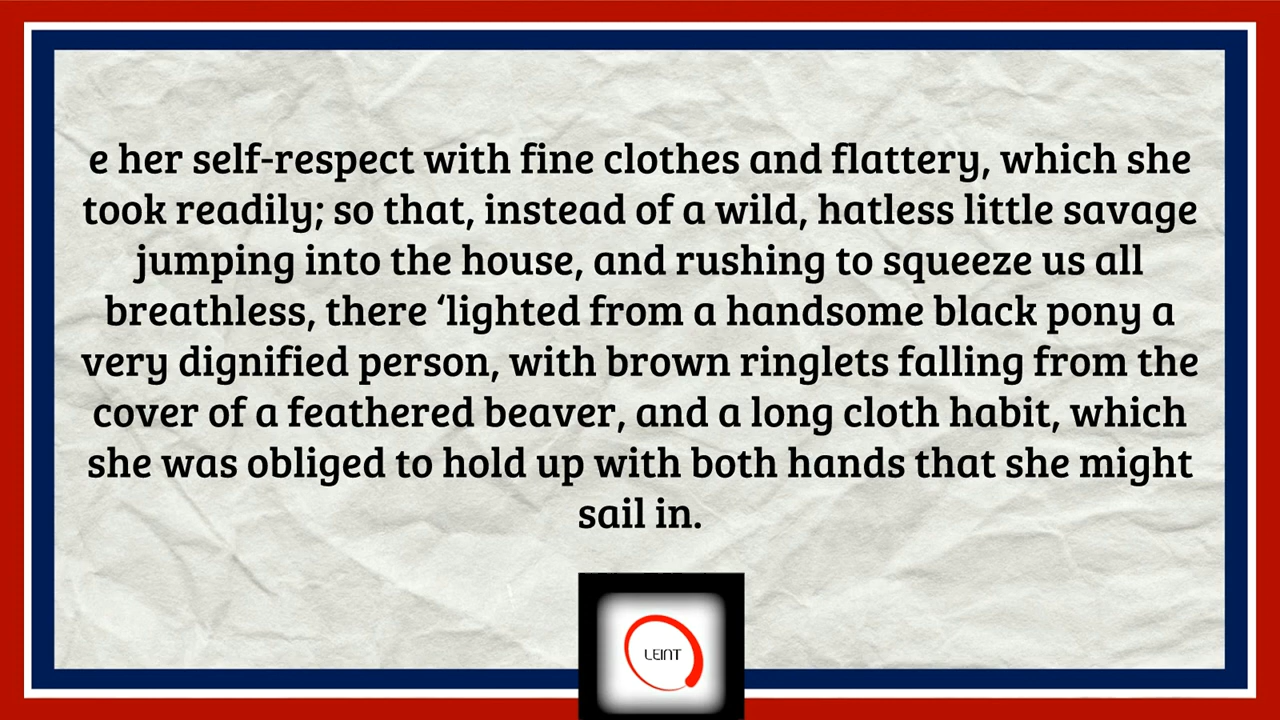 e her self-respect with fine clothes and flattery, which she
took readily; so that, instead of a wild, hatless little savage
jumping into the house, and rushing to squeeze us all
breathless, there ‘lighted from a handsome black pony a
very dignified person, with brown ringlets falling from the
cover of a feathered beaver, and a long cloth habit, which
she was obliged to hold up with both hands that she might
sail in.
LEINT